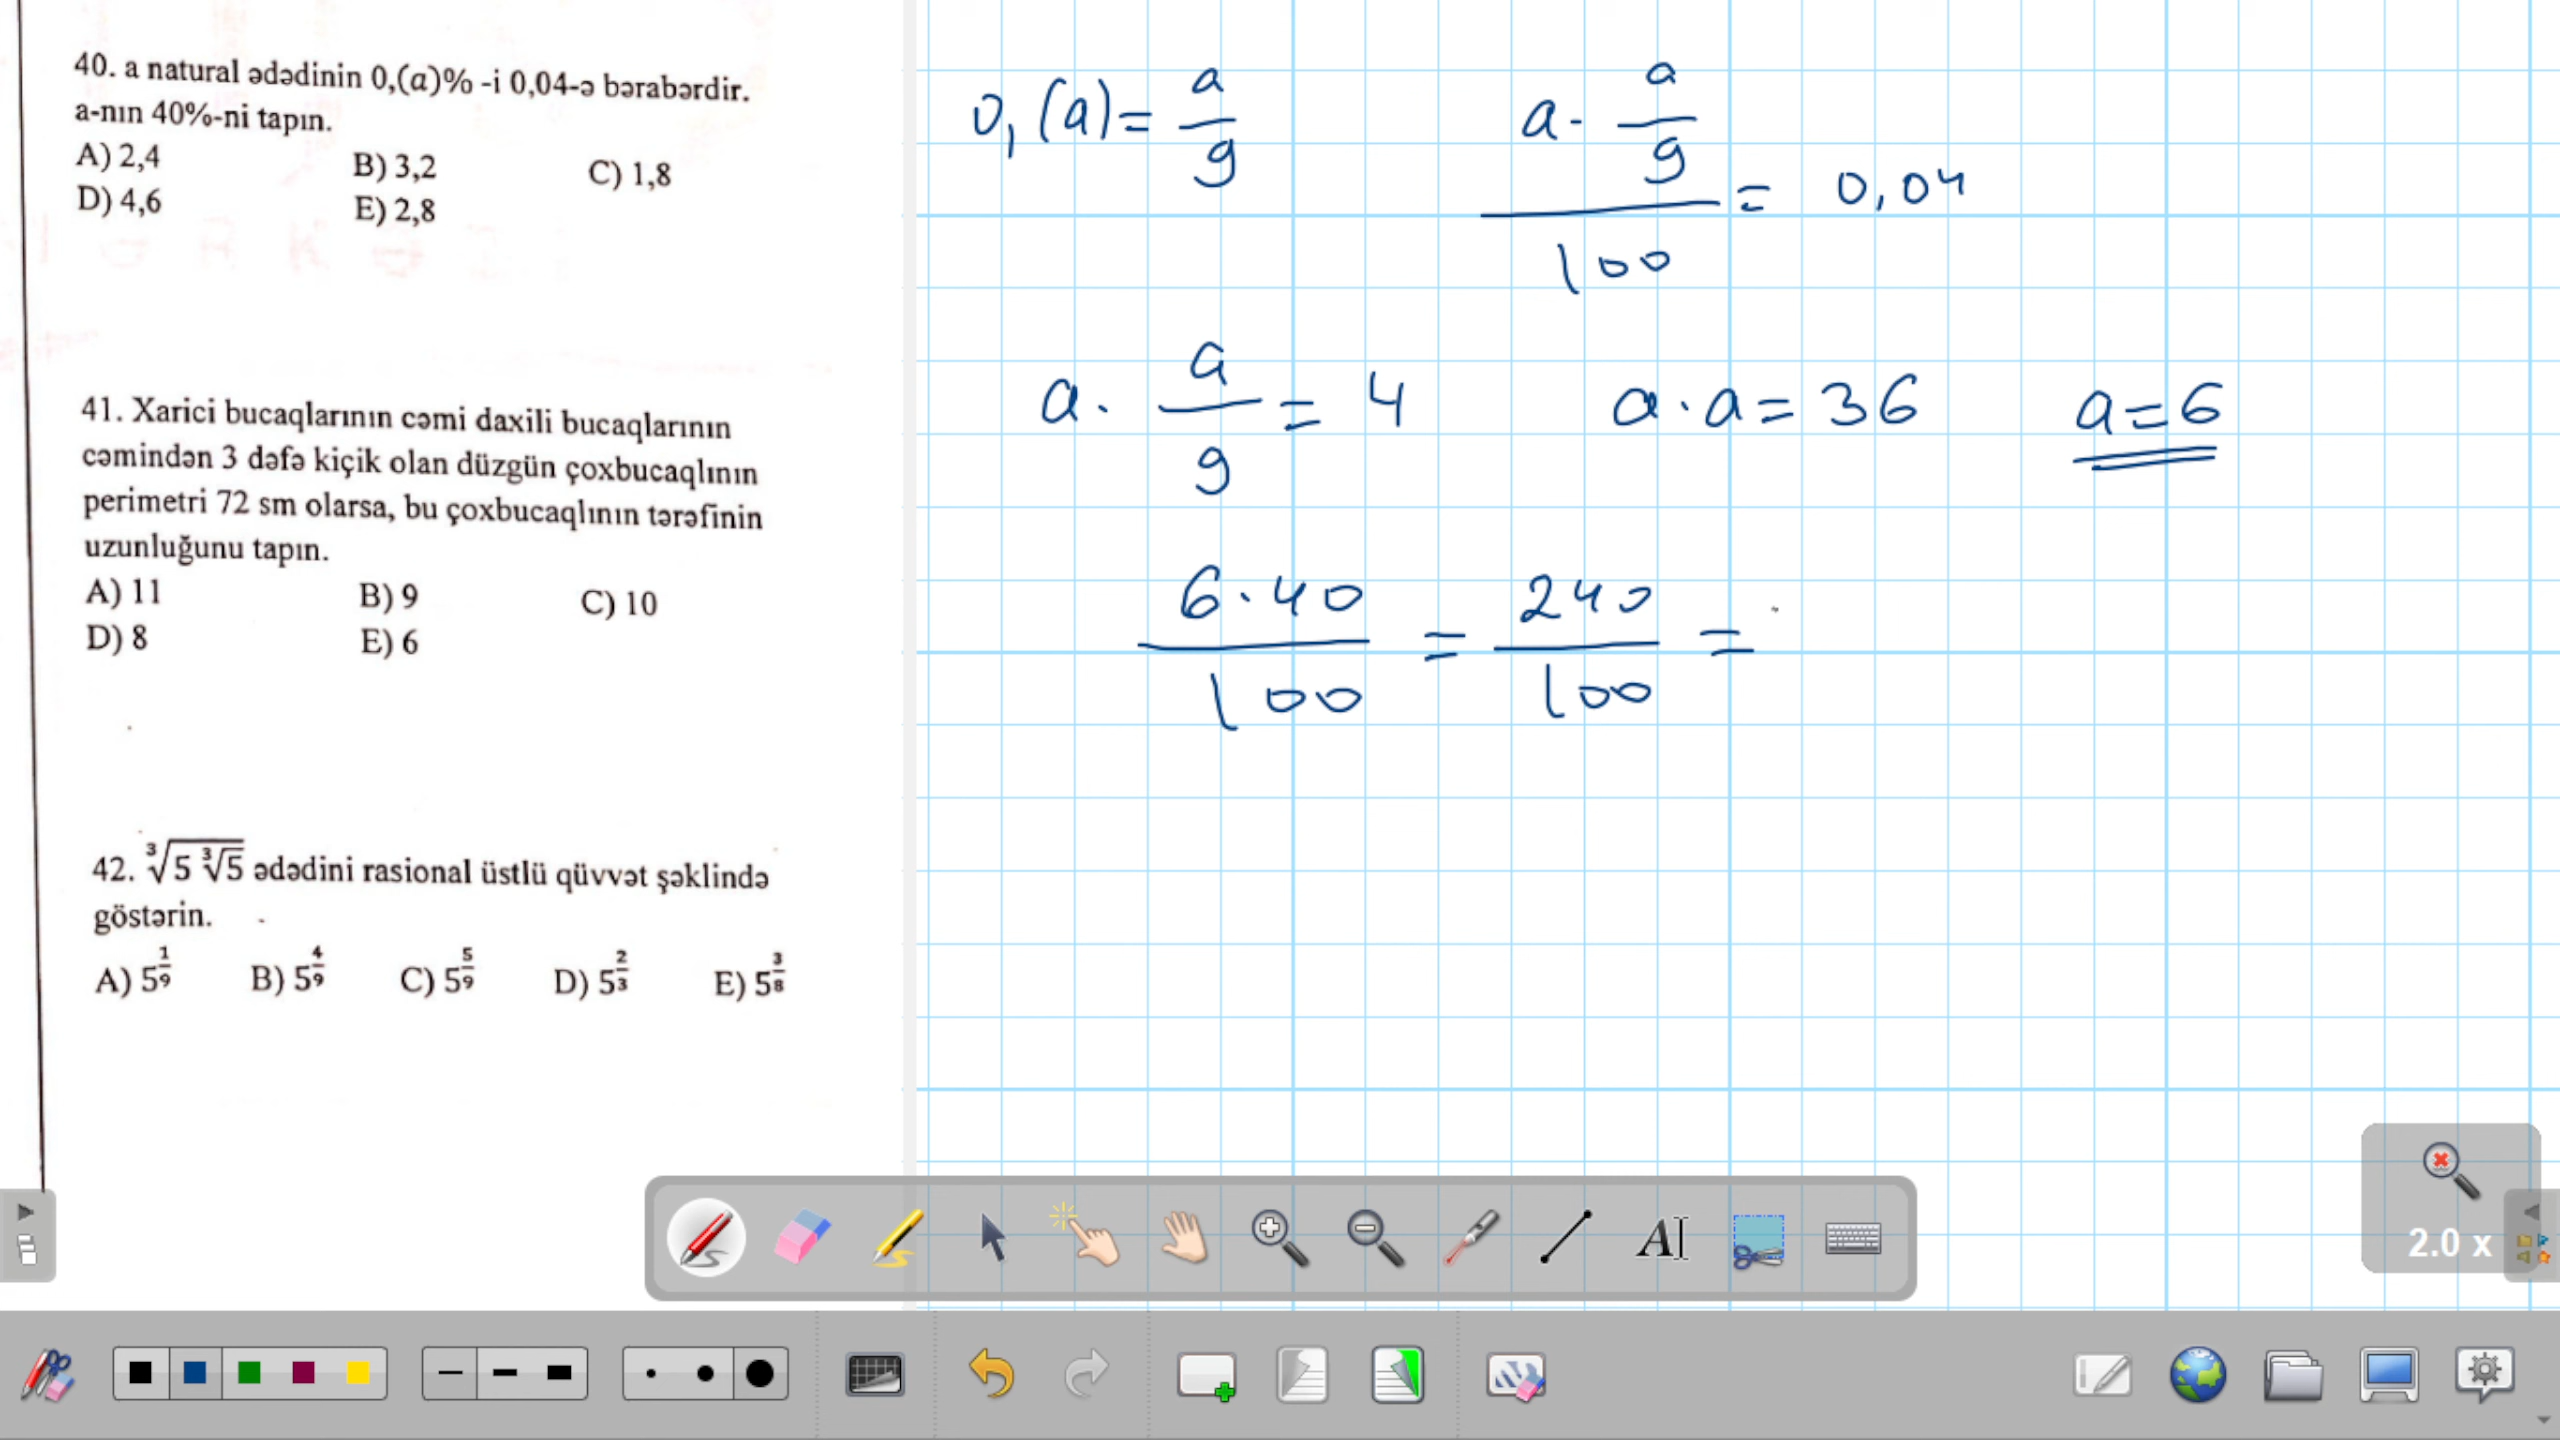 40. a natural ədədinin 0,(a)% -i 0,04-ə bərabərdir.
a-nın 40%-ni tapın.
A) 2,4 B) 3,2 C) 1,8
D) 4,6 E) 2,8
41. Xarici bucaqlarının cəmi daxili bucaqlarının
cəmindən 3 dəfə kiçik olan düzgün çoxbucaqlının
perimetri 72 sm olarsa, bu çoxbucaqlının tərəfinin
uzunluğunu tapın.
A) 11 B) 9 C) 10
D) 8 E) 6
42. ∛(5 ∛5) ədədini rasional üstlü qüvvət şəklində
göstərin.
A) 5^(1/9) B) 5^(4/9) C) 5^(5/9) D) 5^(2/3) E) 5^(3/8)
0,(a) = a/9
(a · a/9)/100 = 0,04
a · a/9 = 4 a · a = 36 a = 6
(6 · 40)/100 = 240/100 =
AI
2.0 x